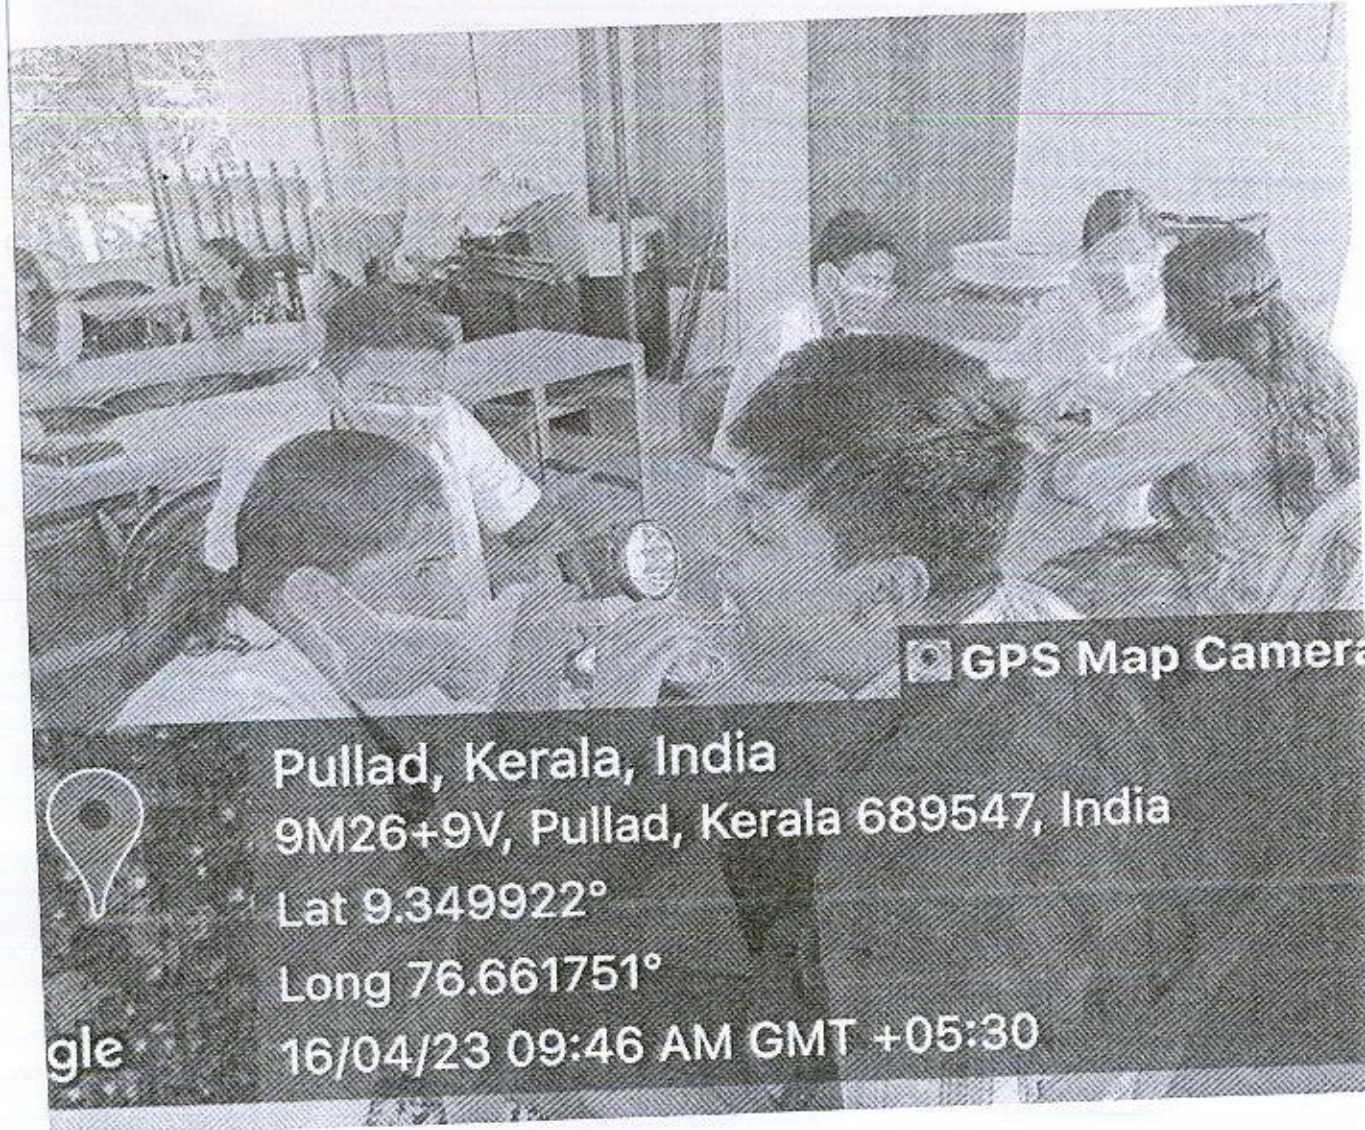 GPS Map Camera
Pullad, Kerala, India
9M26+9V, Pullad, Kerala 689547, India
Lat 9.349922°
Long 76.661751°
16/04/23 09:46 AM GMT +05:30
gle